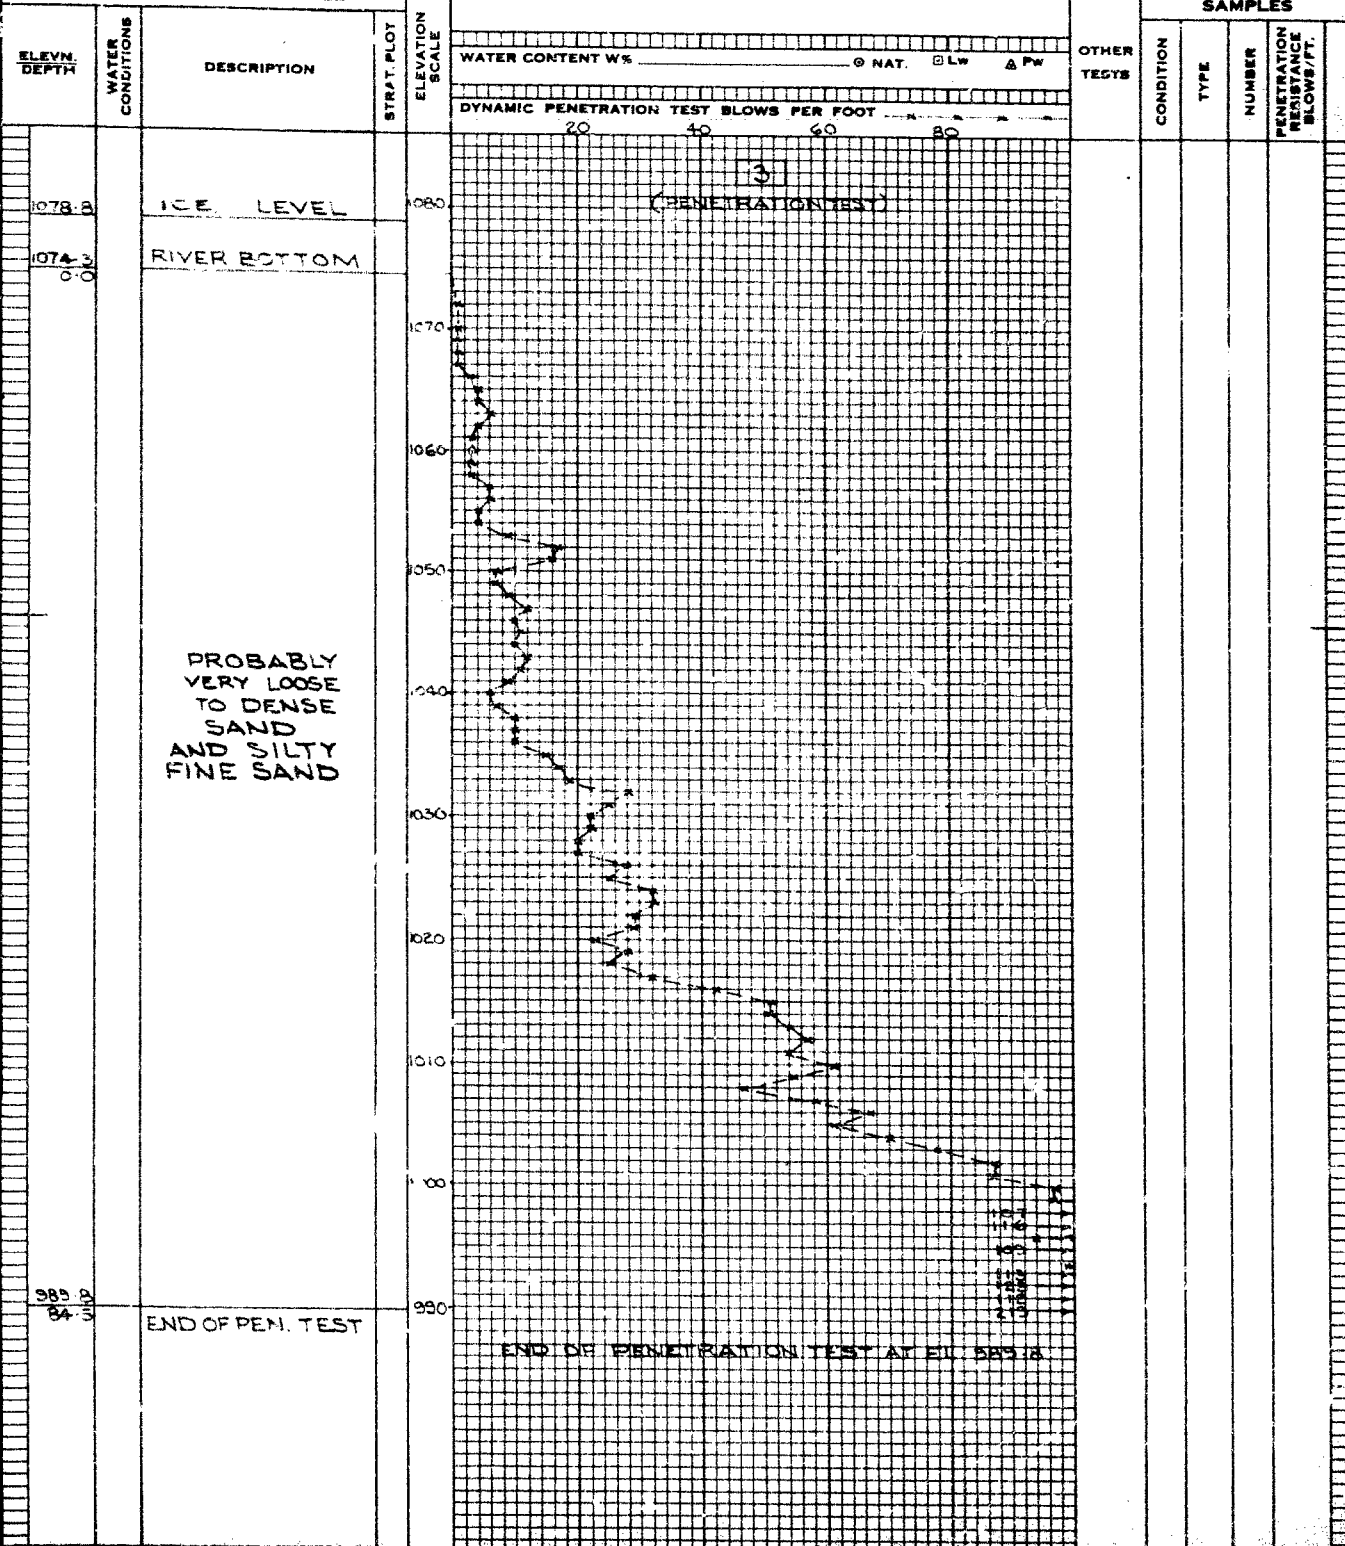 SAMPLES
ELEVN.
DEPTH
WATER
CONDITIONS
DESCRIPTION
STRAT. PLOT
ELEVATION
SCALE
WATER CONTENT W% ⊙ NAT. ⊡ Lw △ Pw
DYNAMIC PENETRATION TEST BLOWS PER FOOT
OTHER
TESTS
CONDITION
TYPE
NUMBER
PENETRATION
RESISTANCE
BLOWS/FT.
20 40 60 80
3
(PENETRATION TEST)
1078.8 ICE LEVEL 1080
1074.3 RIVER BOTTOM
0.0
1070
1060
1050
PROBABLY
VERY LOOSE
TO DENSE
SAND
AND SILTY
FINE SAND
1040
1030
1020
1010
989.8
84.5
990
END OF PEN. TEST
END OF PENETRATION TEST AT EL. 989.8